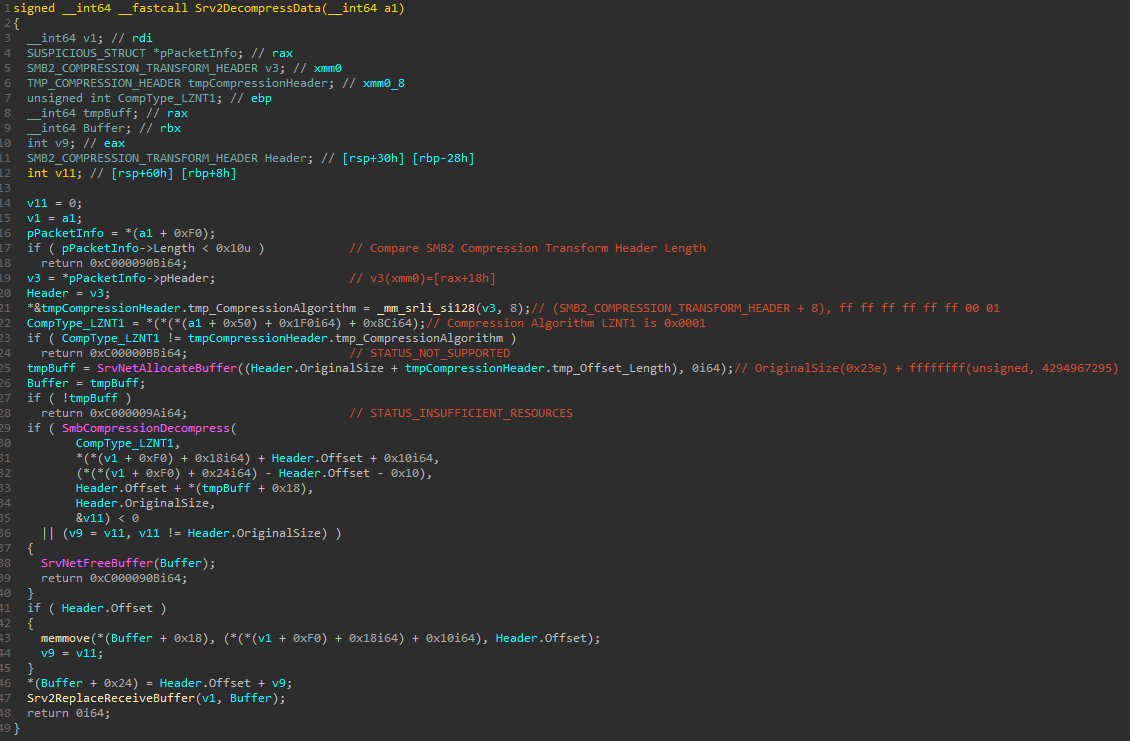 1 signed __int64 __fastcall Srv2DecompressData(__int64 a1)
2 {
3 __int64 v1; // rdi
4 SUSPICIOUS_STRUCT *pPacketInfo; // rax
5 SMB2_COMPRESSION_TRANSFORM_HEADER v3; // xmm0
6 TMP_COMPRESSION_HEADER tmpCompressionHeader; // xmm0_8
7 unsigned int CompType_LZNT1; // ebp
8 __int64 tmpBuff; // rax
9 __int64 Buffer; // rbx
10 int v9; // eax
11 SMB2_COMPRESSION_TRANSFORM_HEADER Header; // [rsp+30h] [rbp-28h]
12 int v11; // [rsp+60h] [rbp+8h]
13
14 v11 = 0;
15 v1 = a1;
16 pPacketInfo = *(a1 + 0xF0);
17 if ( pPacketInfo->Length < 0x10u ) // Compare SMB2 Compression Transform Header Length
18 return 0xC000090Bi64;
19 v3 = *pPacketInfo->pHeader; // v3(xmm0)=[rax+18h]
20 Header = v3;
21 *&tmpCompressionHeader.tmp_CompressionAlgorithm = _mm_srli_si128(v3, 8);// (SMB2_COMPRESSION_TRANSFORM_HEADER + 8), ff ff ff ff ff ff 00 01
22 CompType_LZNT1 = *(*(*(a1 + 0x50) + 0x1F0i64) + 0x8Ci64);// Compression Algorithm LZNT1 is 0x0001
23 if ( CompType_LZNT1 != tmpCompressionHeader.tmp_CompressionAlgorithm )
24 return 0xC00000BBi64; // STATUS_NOT_SUPPORTED
25 tmpBuff = SrvNetAllocateBuffer((Header.OriginalSize + tmpCompressionHeader.tmp_Offset_Length), 0i64);// OriginalSize(0x23e) + ffffffff(unsigned, 4294967295)
26 Buffer = tmpBuff;
27 if ( !tmpBuff )
28 return 0xC000009Ai64; // STATUS_INSUFFICIENT_RESOURCES
29 if ( SmbCompressionDecompress(
30 CompType_LZNT1,
31 *(*(v1 + 0xF0) + 0x18i64) + Header.Offset + 0x10i64,
32 (*(*(v1 + 0xF0) + 0x24i64) - Header.Offset - 0x10),
33 Header.Offset + *(tmpBuff + 0x18),
34 Header.OriginalSize,
35 &v11) < 0
36 || (v9 = v11, v11 != Header.OriginalSize) )
37 {
38 SrvNetFreeBuffer(Buffer);
39 return 0xC000090Bi64;
40 }
41 if ( Header.Offset )
42 {
43 memmove(*(Buffer + 0x18), (*(*(v1 + 0xF0) + 0x18i64) + 0x10i64), Header.Offset);
44 v9 = v11;
45 }
46 *(Buffer + 0x24) = Header.Offset + v9;
47 Srv2ReplaceReceiveBuffer(v1, Buffer);
48 return 0i64;
49 }